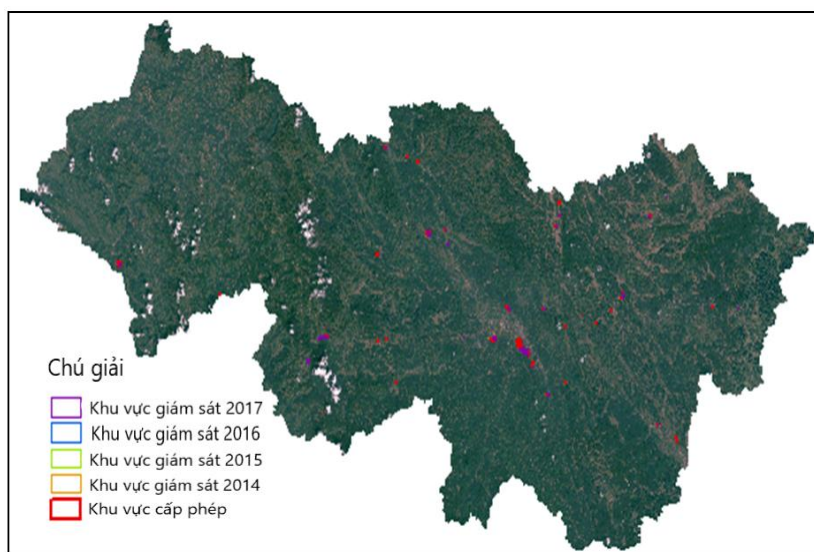 Chú giải
Khu vực giám sát 2017
Khu vực giám sát 2016
Khu vực giám sát 2015
Khu vực giám sát 2014
Khu vực cấp phép